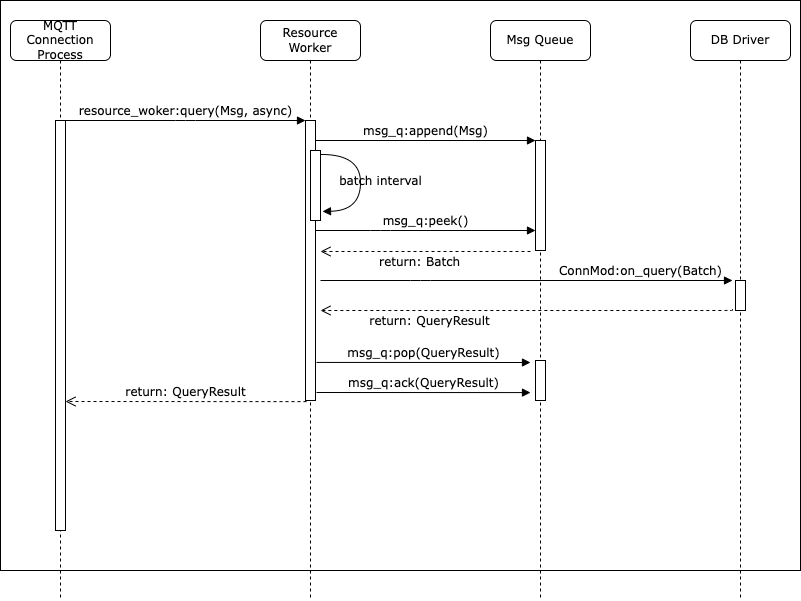 MQTT
Connection
Process
Resource
Worker
Msg Queue
DB Driver
resource_woker:query(Msg, async)
msg_q:append(Msg)
batch interval
msg_q:peek()
return: Batch
ConnMod:on_query(Batch)
return: QueryResult
msg_q:pop(QueryResult)
msg_q:ack(QueryResult)
return: QueryResult